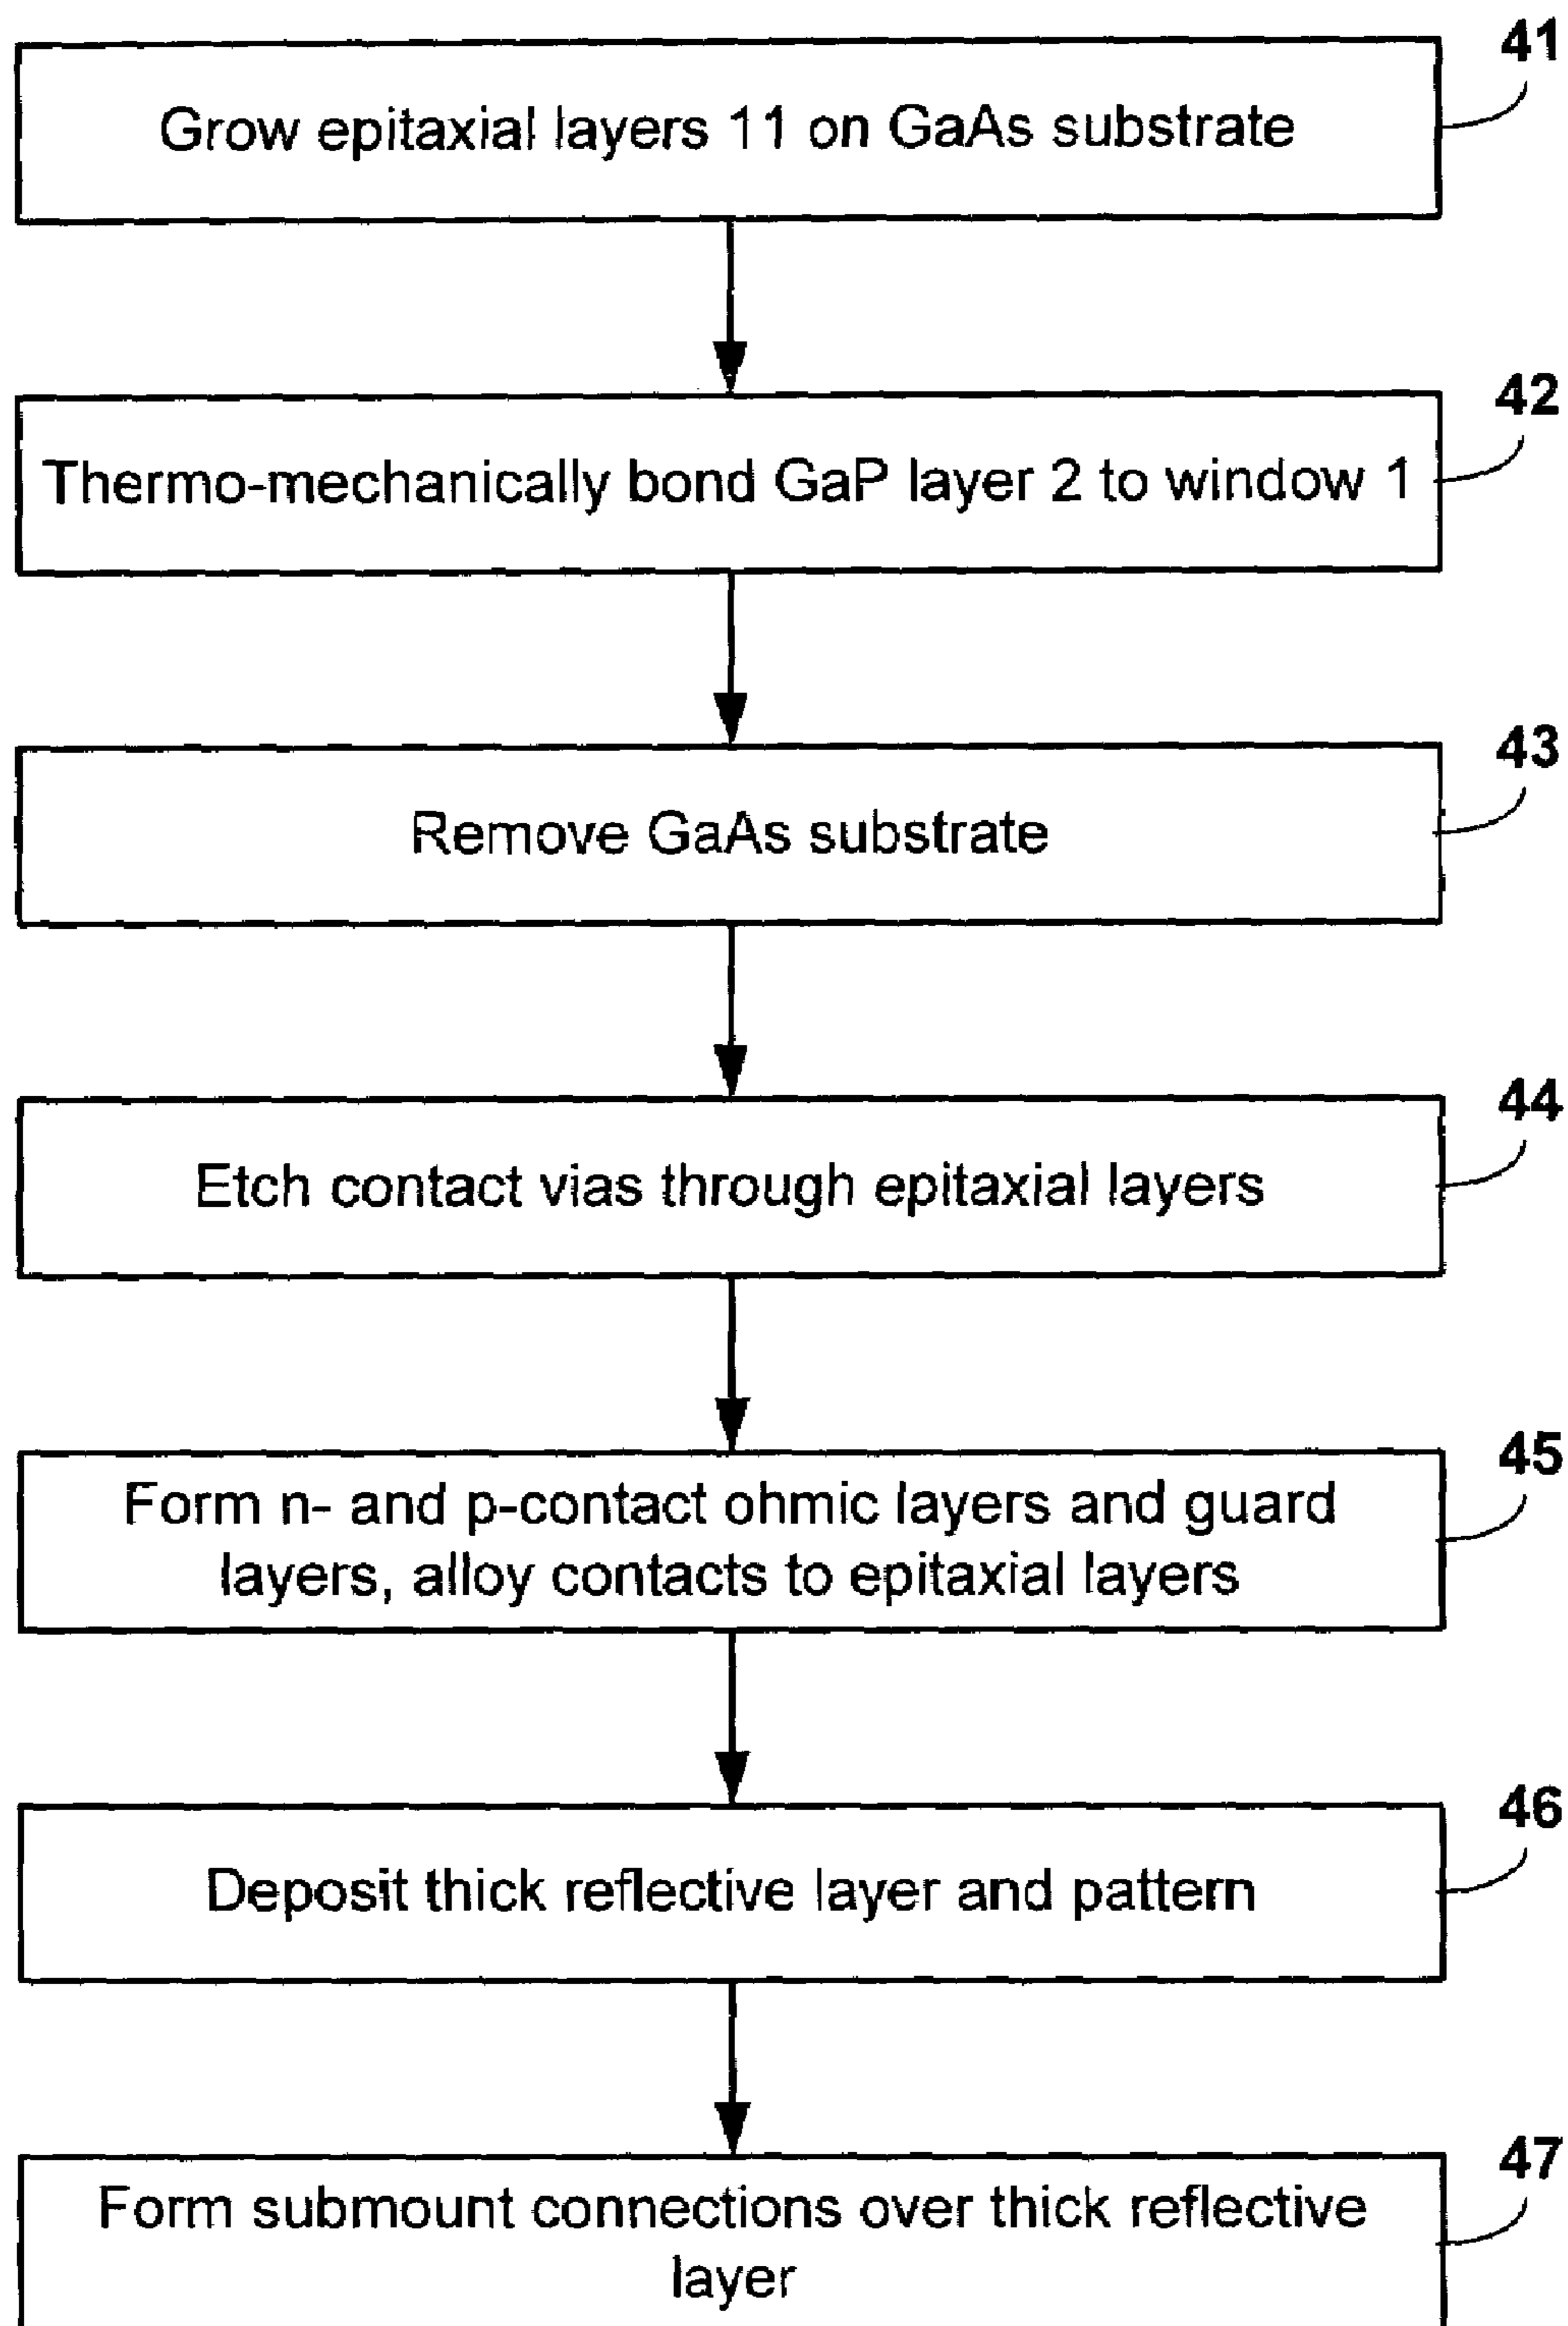 41
Grow epitaxial layers 11 on GaAs substrate
42
Thermo-mechanically bond GaP layer 2 to window 1
43
Remove GaAs substrate
44
Etch contact vias through epitaxial layers
45
Form n- and p-contact ohmic layers and guard
layers, alloy contacts to epitaxial layers
46
Deposit thick reflective layer and pattern
47
Form submount connections over thick reflective
layer